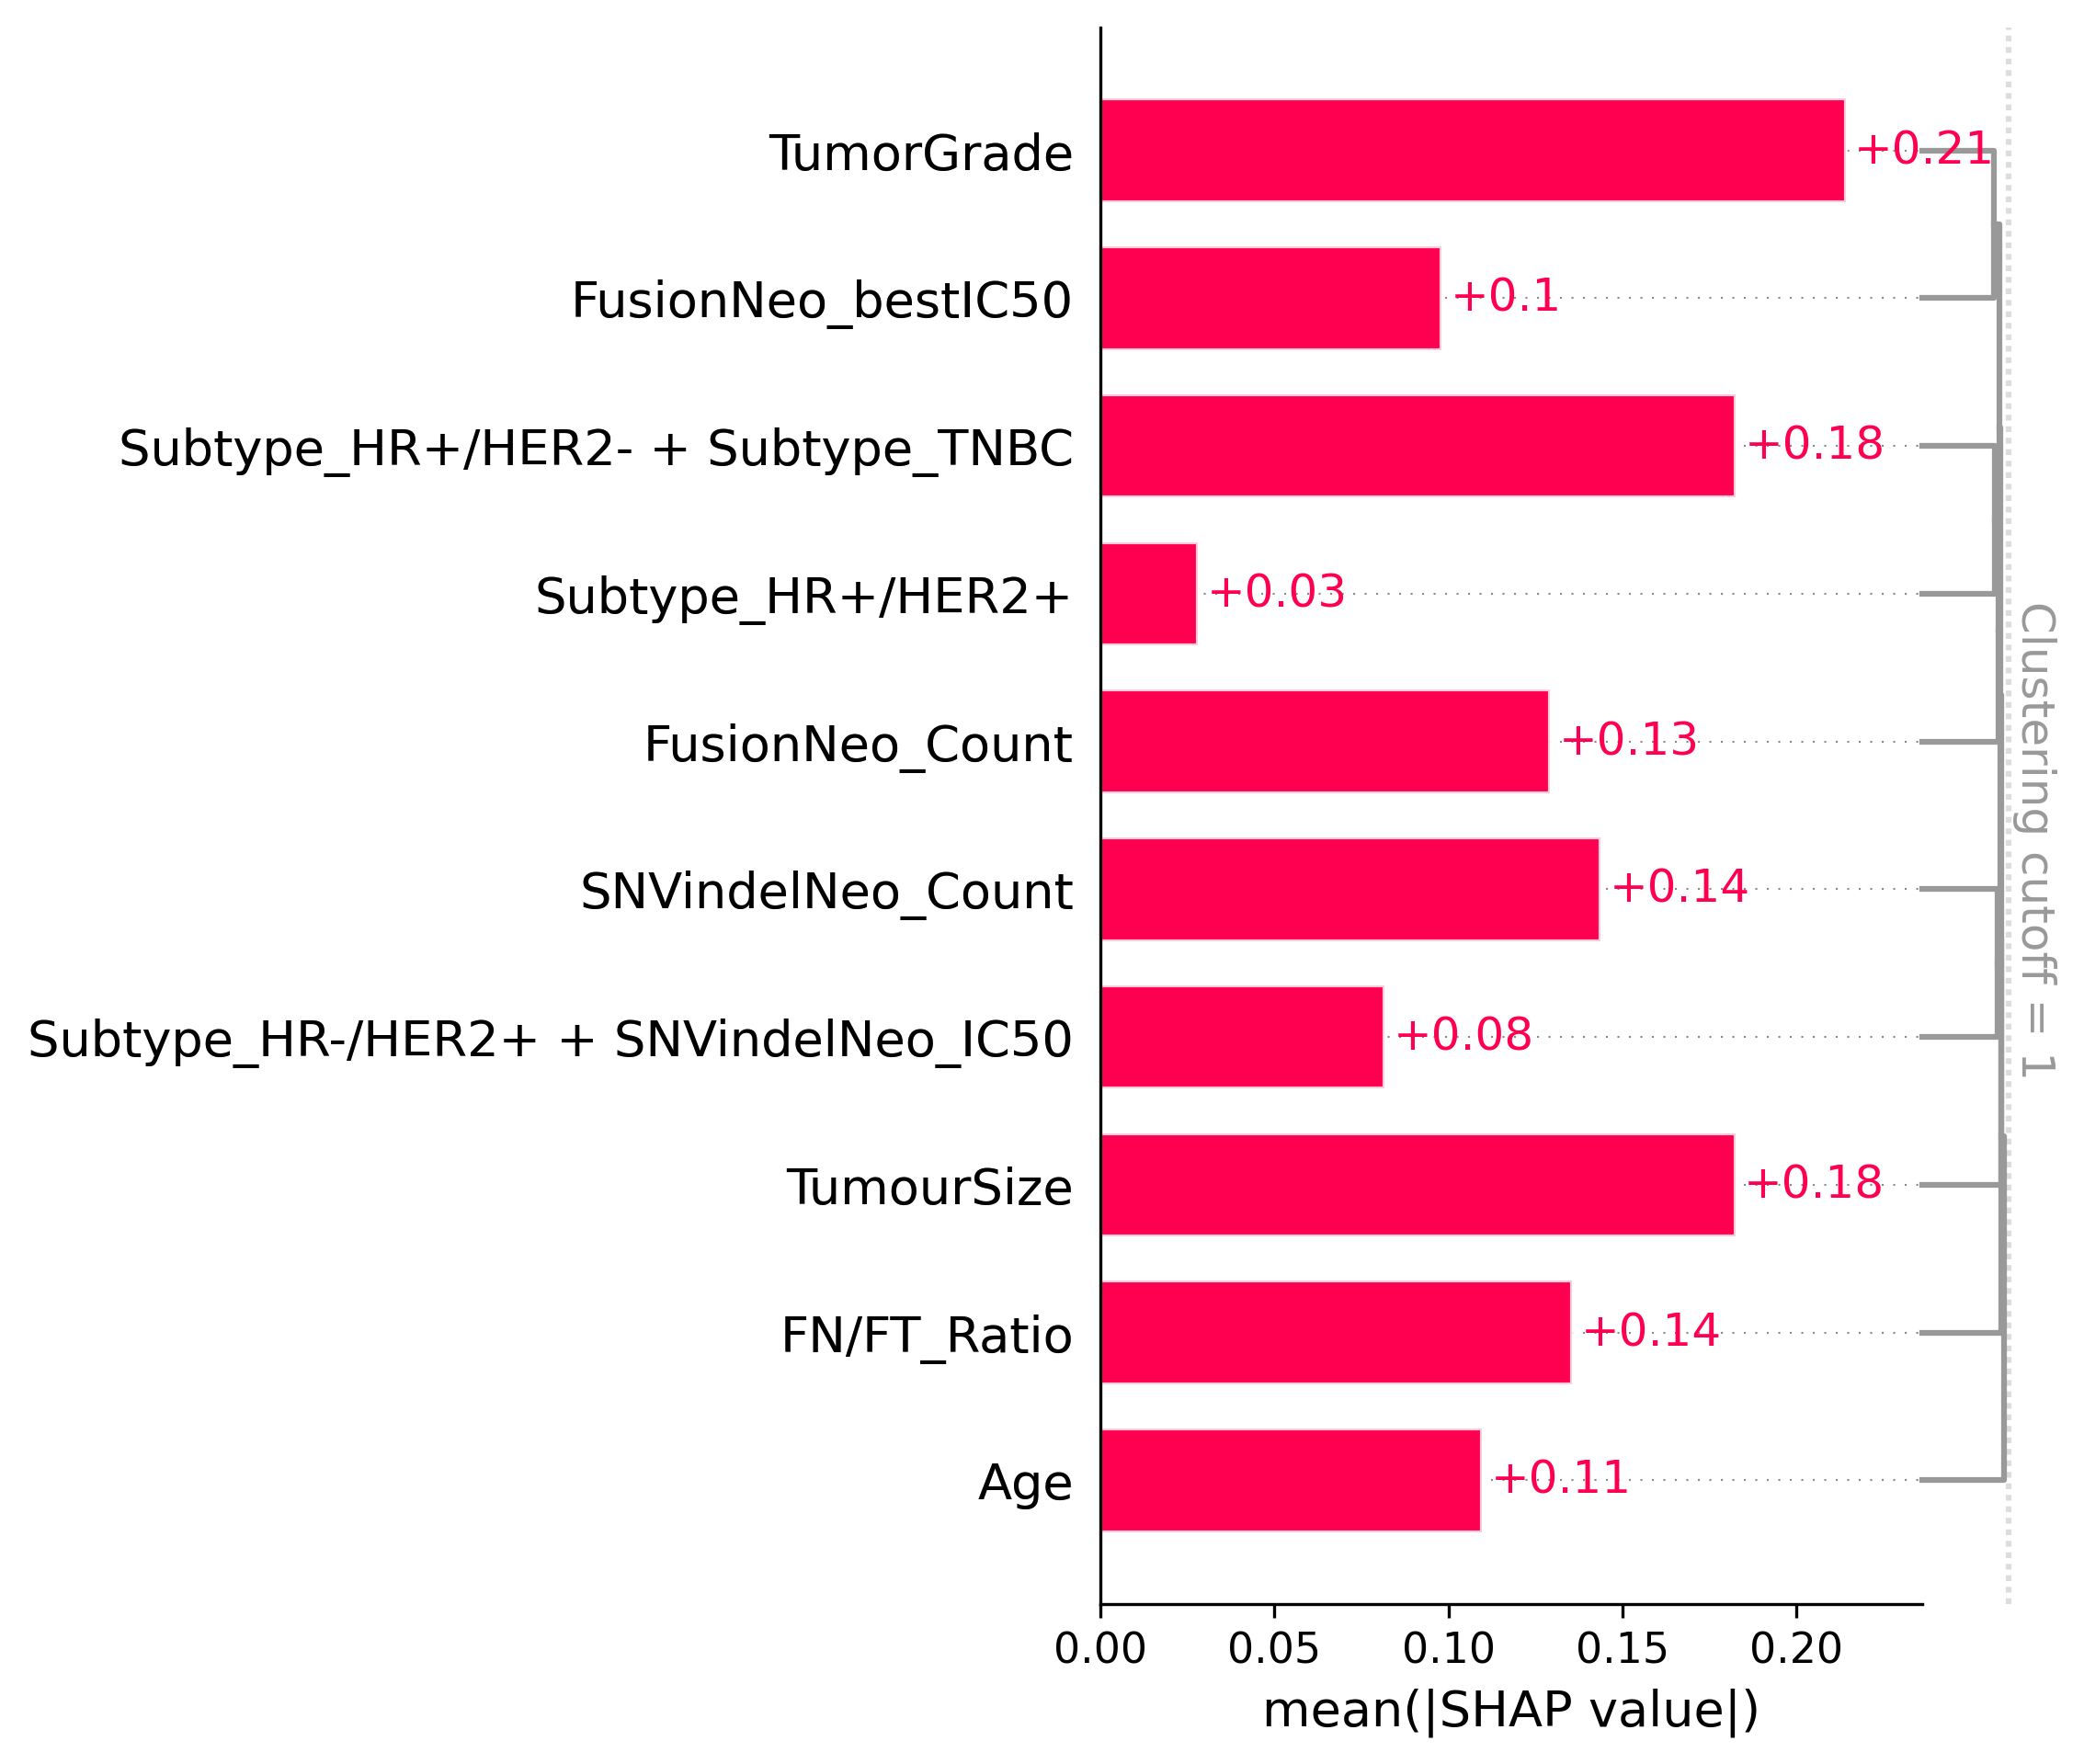 TumorGrade +0.21
FusionNeo_bestIC50 +0.1
Subtype_HR+/HER2- + Subtype_TNBC +0.18
Subtype_HR+/HER2+ +0.03
FusionNeo_Count +0.13
SNVindelNeo_Count +0.14
Subtype_HR-/HER2+ + SNVindelNeo_IC50 +0.08
TumourSize +0.18
FN/FT_Ratio +0.14
Age +0.11
Clustering cutoff = 1
0.00 0.05 0.10 0.15 0.20
mean(|SHAP value|)